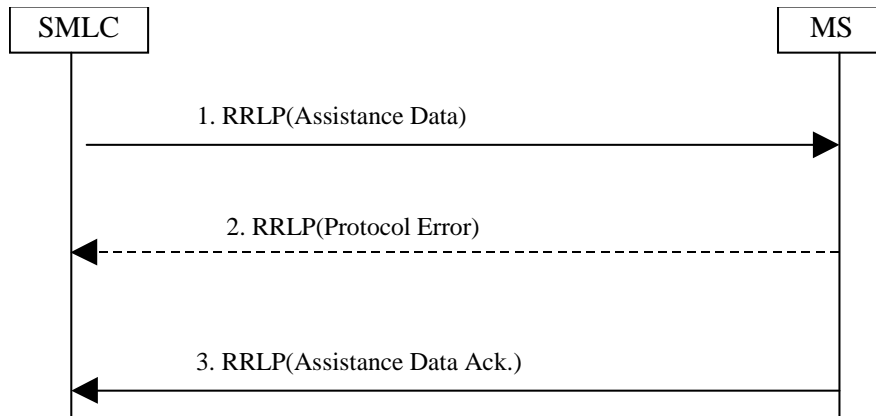 SMLC
MS
1. RRLP(Assistance Data)
2. RRLP(Protocol Error)
3. RRLP(Assistance Data Ack.)